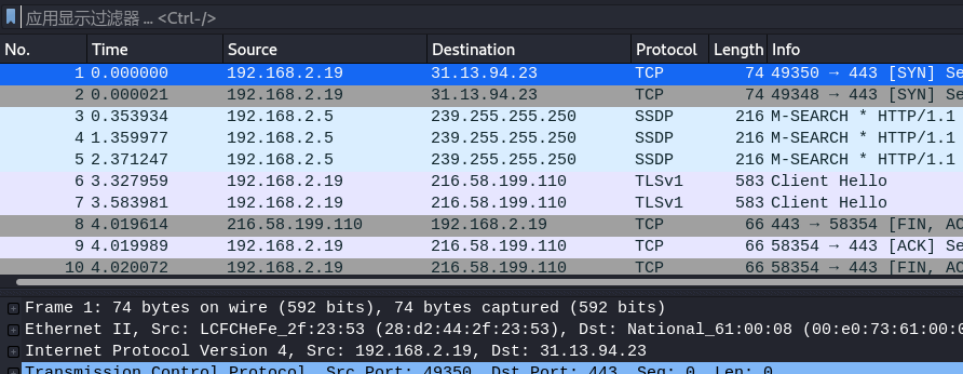 应用显示过滤器 … <Ctrl-/>
No. Time Source Destination Protocol Length Info
1 0.000000 192.168.2.19 31.13.94.23 TCP 74 49350 → 443 [SYN] Se
2 0.000021 192.168.2.19 31.13.94.23 TCP 74 49348 → 443 [SYN] Se
3 0.353934 192.168.2.5 239.255.255.250 SSDP 216 M-SEARCH * HTTP/1.1
4 1.359977 192.168.2.5 239.255.255.250 SSDP 216 M-SEARCH * HTTP/1.1
5 2.371247 192.168.2.5 239.255.255.250 SSDP 216 M-SEARCH * HTTP/1.1
6 3.327959 192.168.2.19 216.58.199.110 TLSv1 583 Client Hello
7 3.583981 192.168.2.19 216.58.199.110 TLSv1 583 Client Hello
8 4.019614 216.58.199.110 192.168.2.19 TCP 66 443 → 58354 [FIN, AC
9 4.019989 192.168.2.19 216.58.199.110 TCP 66 58354 → 443 [ACK] Se
10 4.020072 192.168.2.19 216.58.199.110 TCP 66 58354 → 443 [FIN, AC
Frame 1: 74 bytes on wire (592 bits), 74 bytes captured (592 bits)
Ethernet II, Src: LCFCHeFe_2f:23:53 (28:d2:44:2f:23:53), Dst: National_61:00:08 (00:e0:73:61:00:0
Internet Protocol Version 4, Src: 192.168.2.19, Dst: 31.13.94.23
Transmission Control Protocol, Src Port: 49350, Dst Port: 443, Seq: 0, Len: 0